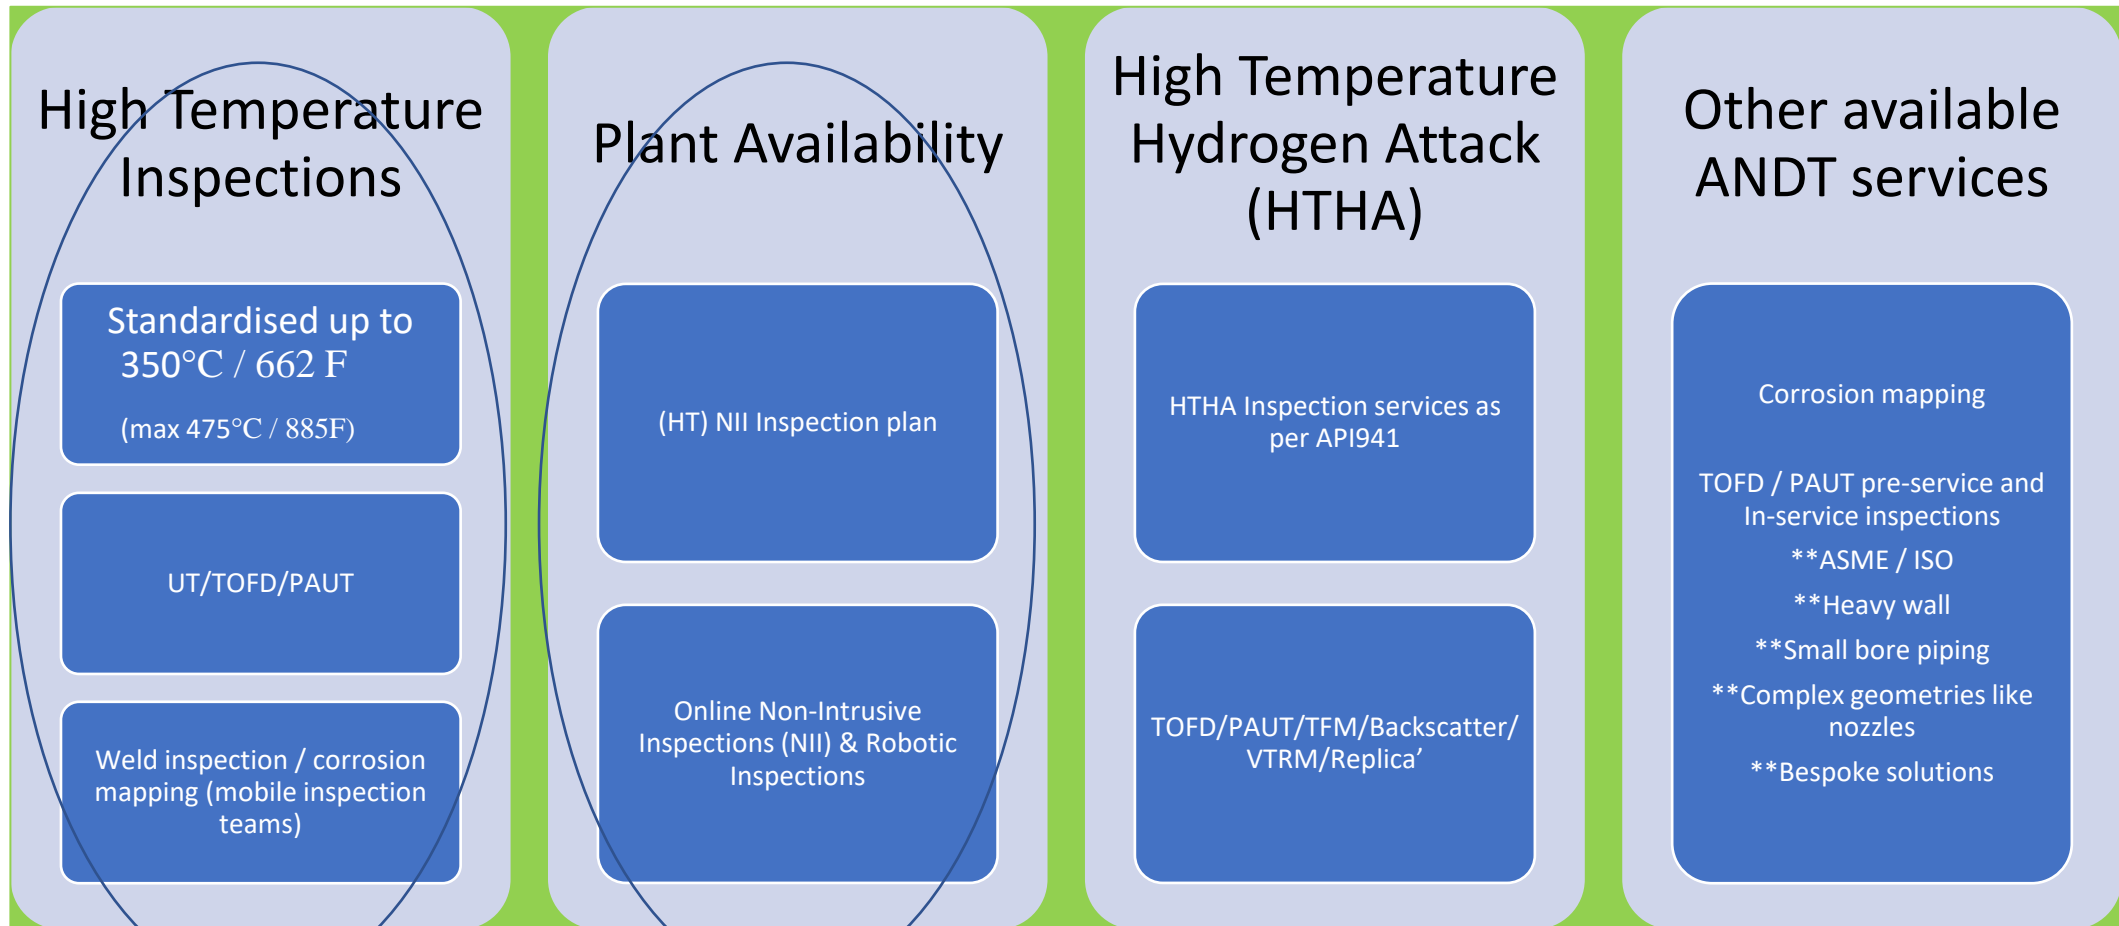 High Temperature
Inspections
Standardised up to
350°C / 662 F
(max 475°C / 885F)
UT/TOFD/PAUT
Weld inspection / corrosion
mapping (mobile inspection
teams)
Plant Availability
(HT) NII Inspection plan
Online Non-Intrusive
Inspections (NII) & Robotic
Inspections
High Temperature
Hydrogen Attack
(HTHA)
HTHA Inspection services as
per API941
TOFD/PAUT/TFM/Backscatter/
VTRM/Replica’
Other available
ANDT services
Corrosion mapping
TOFD / PAUT pre-service and
In-service inspections
**ASME / ISO
**Heavy wall
**Small bore piping
**Complex geometries like
nozzles
**Bespoke solutions